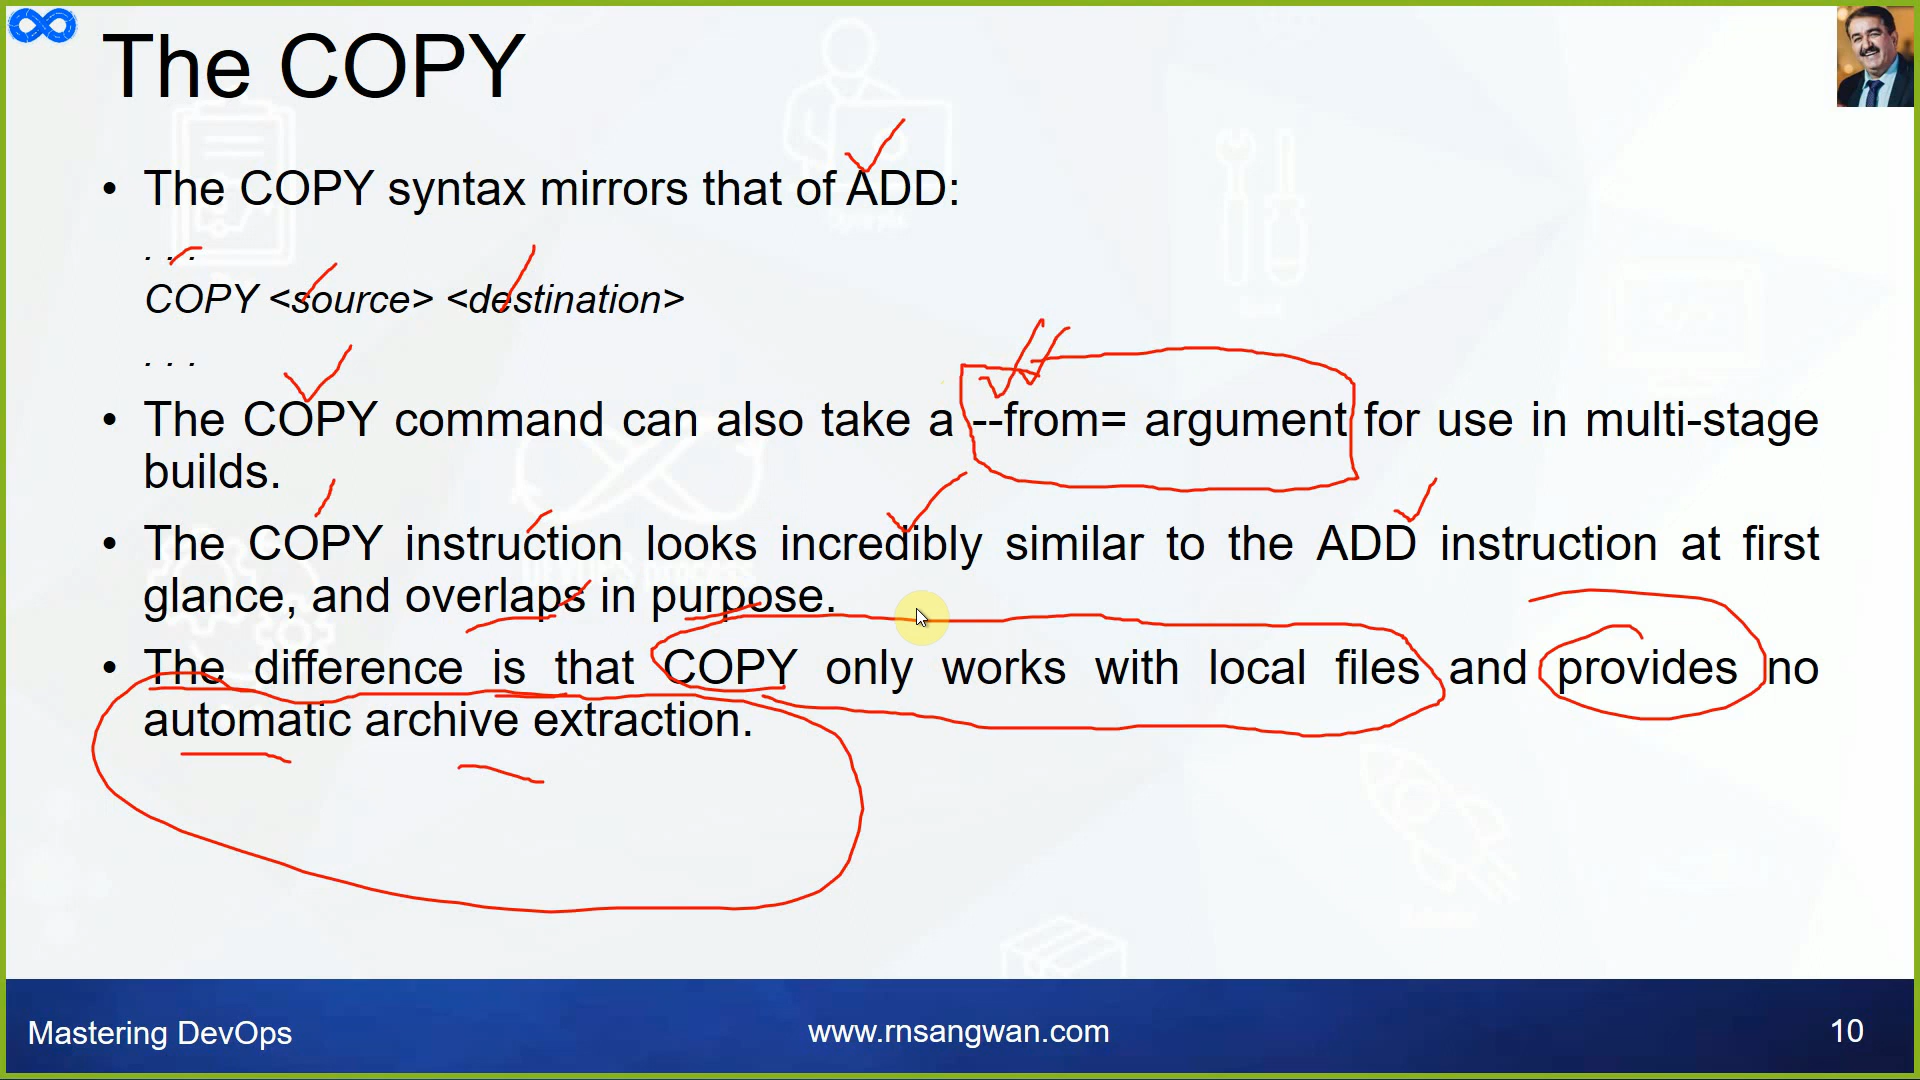 The COPY
• The COPY syntax mirrors that of ADD:
. . .
COPY <source> <destination>
. . .
• The COPY command can also take a --from= argument for use in multi-stage
builds.
• The COPY instruction looks incredibly similar to the ADD instruction at first
glance, and overlaps in purpose.
• The difference is that COPY only works with local files and provides no
automatic archive extraction.
Mastering DevOps
www.rnsangwan.com
10